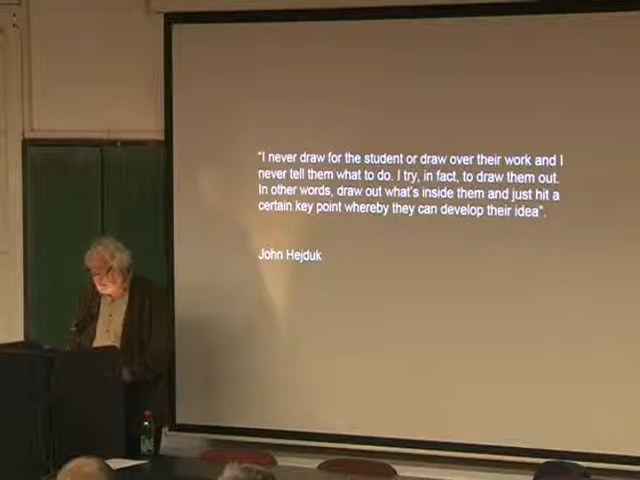 "I never draw for the student or draw over their work and I
never tell them what to do. I try, in fact, to draw them out.
In other words, draw out what's inside them and just hit a
certain key point whereby they can develop their idea".
John Hejduk